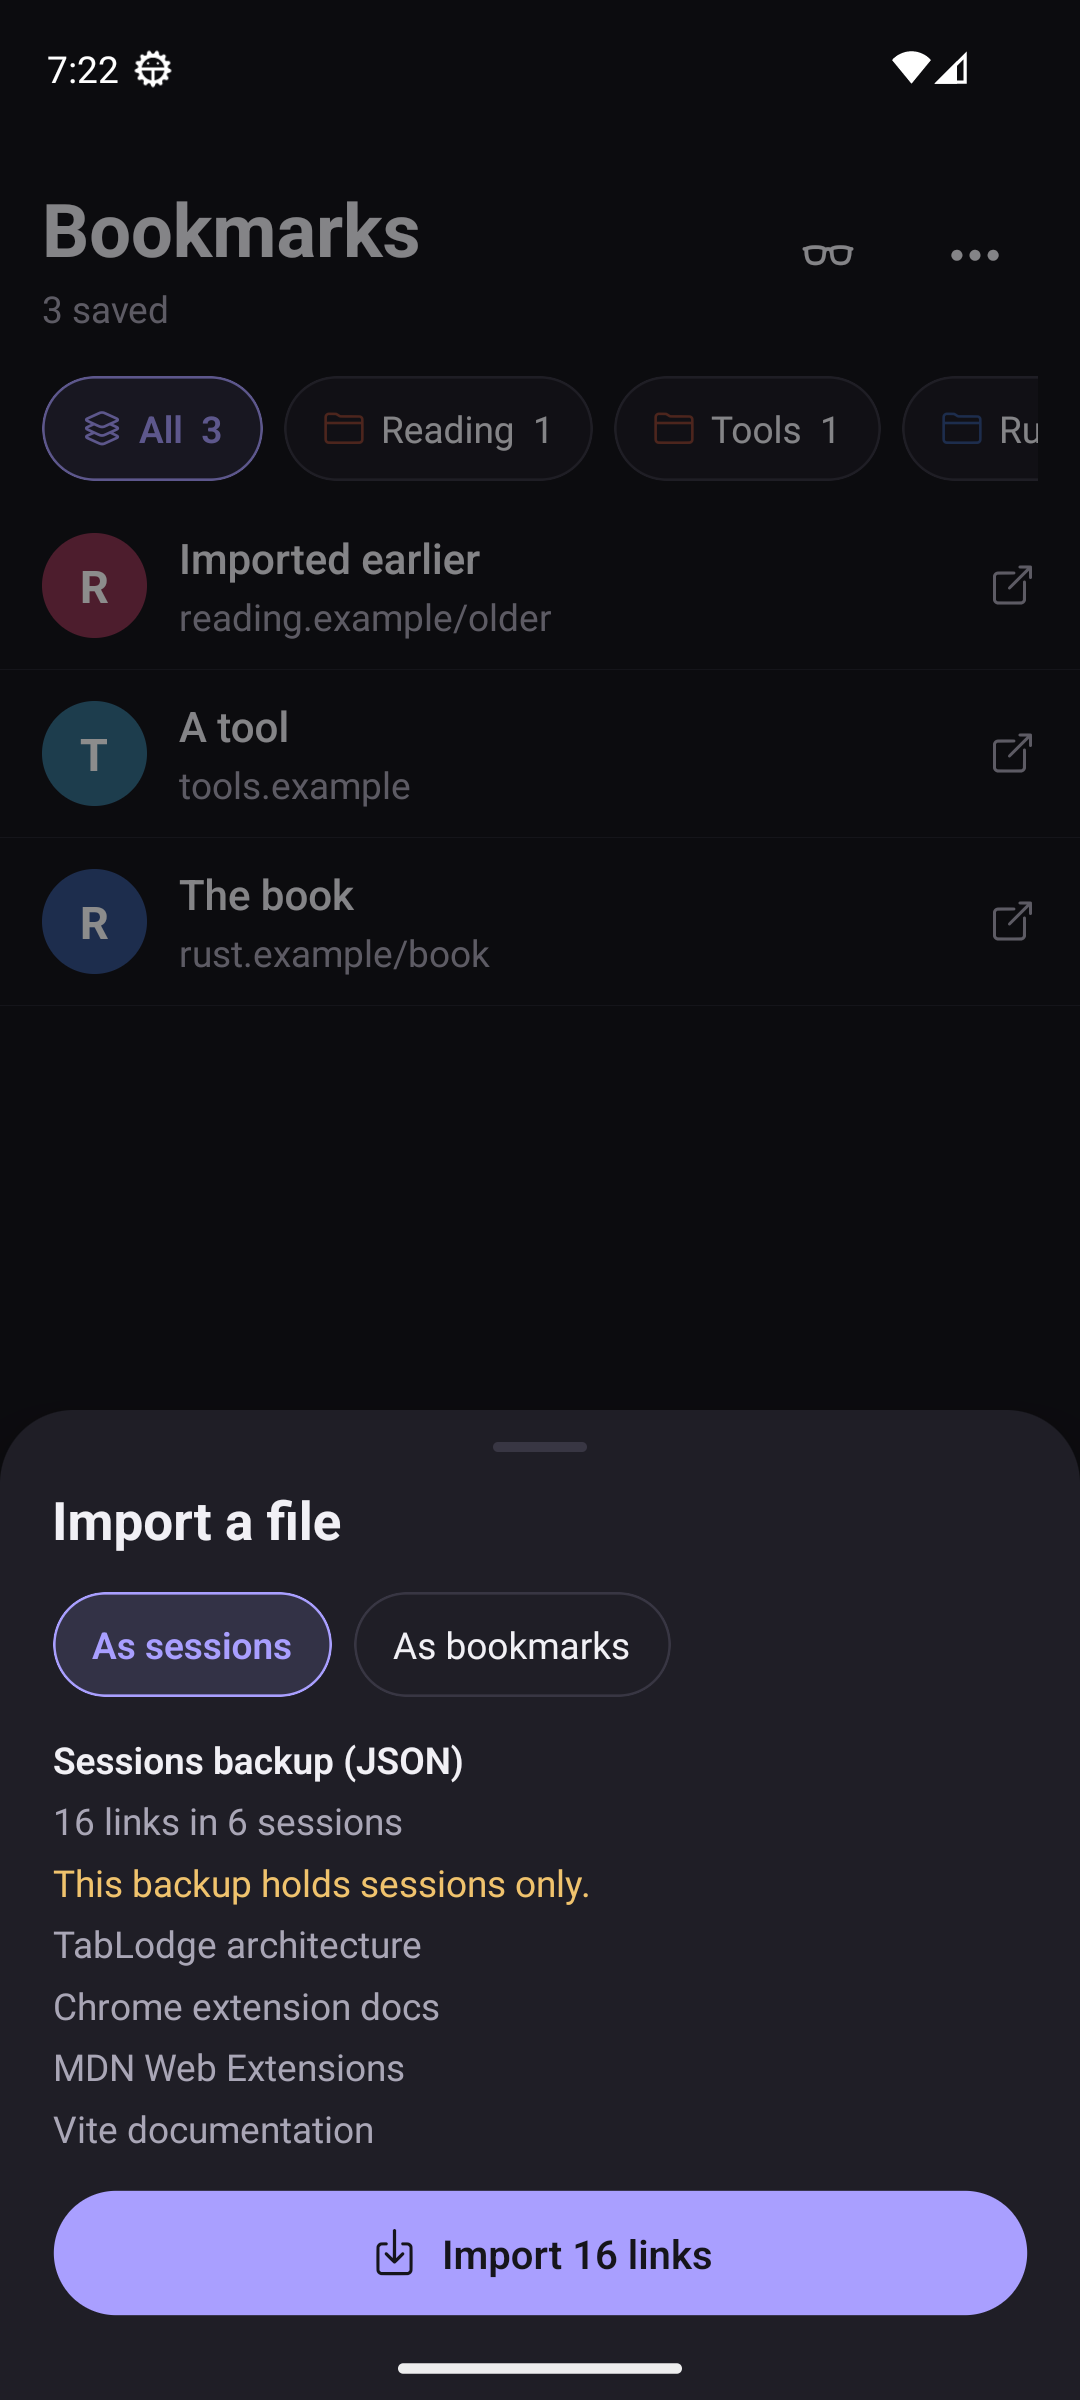 7:22
Bookmarks
3 saved
All 3
Reading 1
Tools 1
Ru
R
Imported earlier
reading.example/older
T
A tool
tools.example
R
The book
rust.example/book
Import a file
As sessions
As bookmarks
Sessions backup (JSON)
16 links in 6 sessions
This backup holds sessions only.
TabLodge architecture
Chrome extension docs
MDN Web Extensions
Vite documentation
Import 16 links